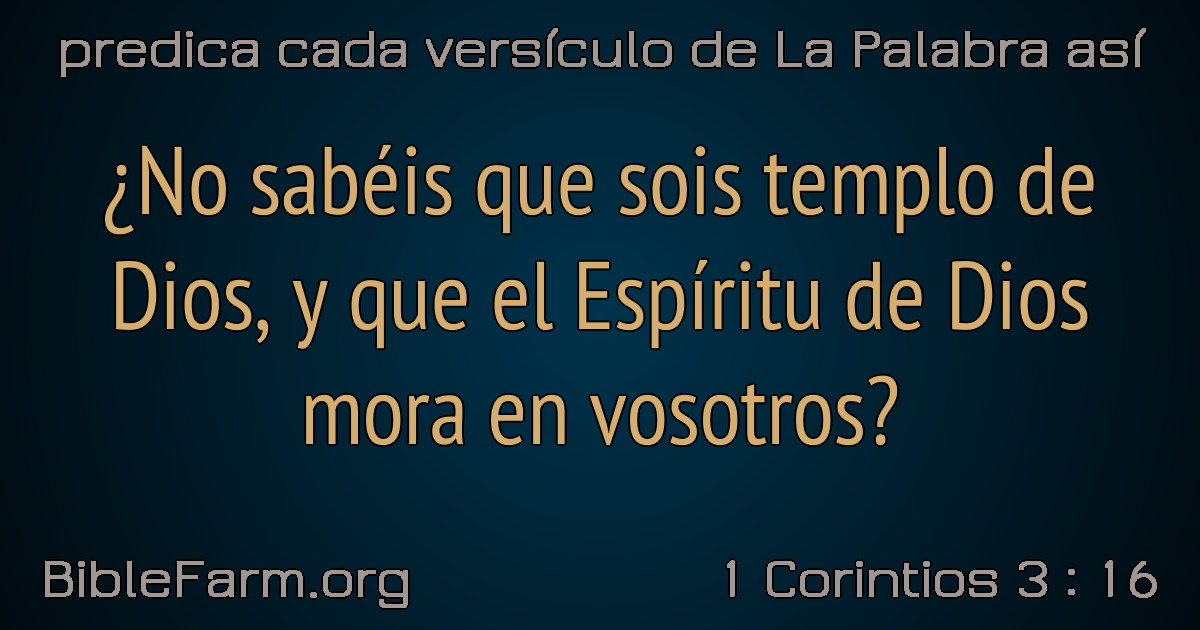 predica cada versículo de La Palabra así
¿No sabéis que sois templo de
Dios, y que el Espíritu de Dios
mora en vosotros?
BibleFarm.org
1 Corintios 3 : 16